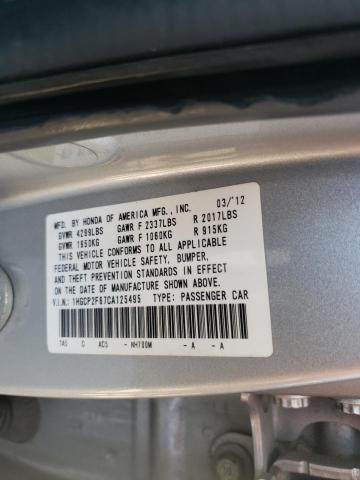 MFD. BY HONDA OF AMERICA MFG., INC. 03/'12
GVWR 4299LBS GAWR F 2337LBS R 2017LBS
GVWR 1950KG GAWR F 1060KG R 915KG
THIS VEHICLE CONFORMS TO ALL APPLICABLE
FEDERAL MOTOR VEHICLE SAFETY, BUMPER,
AND THEFT PREVENTION STANDARDS IN EFFECT
ON THE DATE OF MANUFACTURE SHOWN ABOVE.
V.I.N.: 1HGCP2F67CA125495 TYPE: PASSENGER CAR
TA5 C AC5 - NH700M - A - A